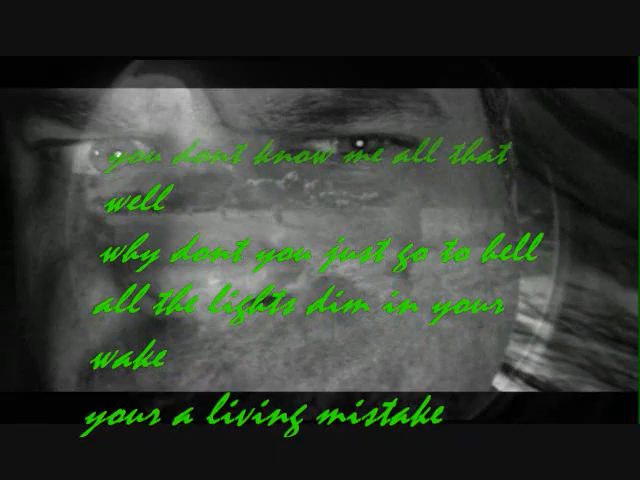 you dont know me all that
well
why dont you just go to hell
all the lights dim in your
wake
your a living mistake